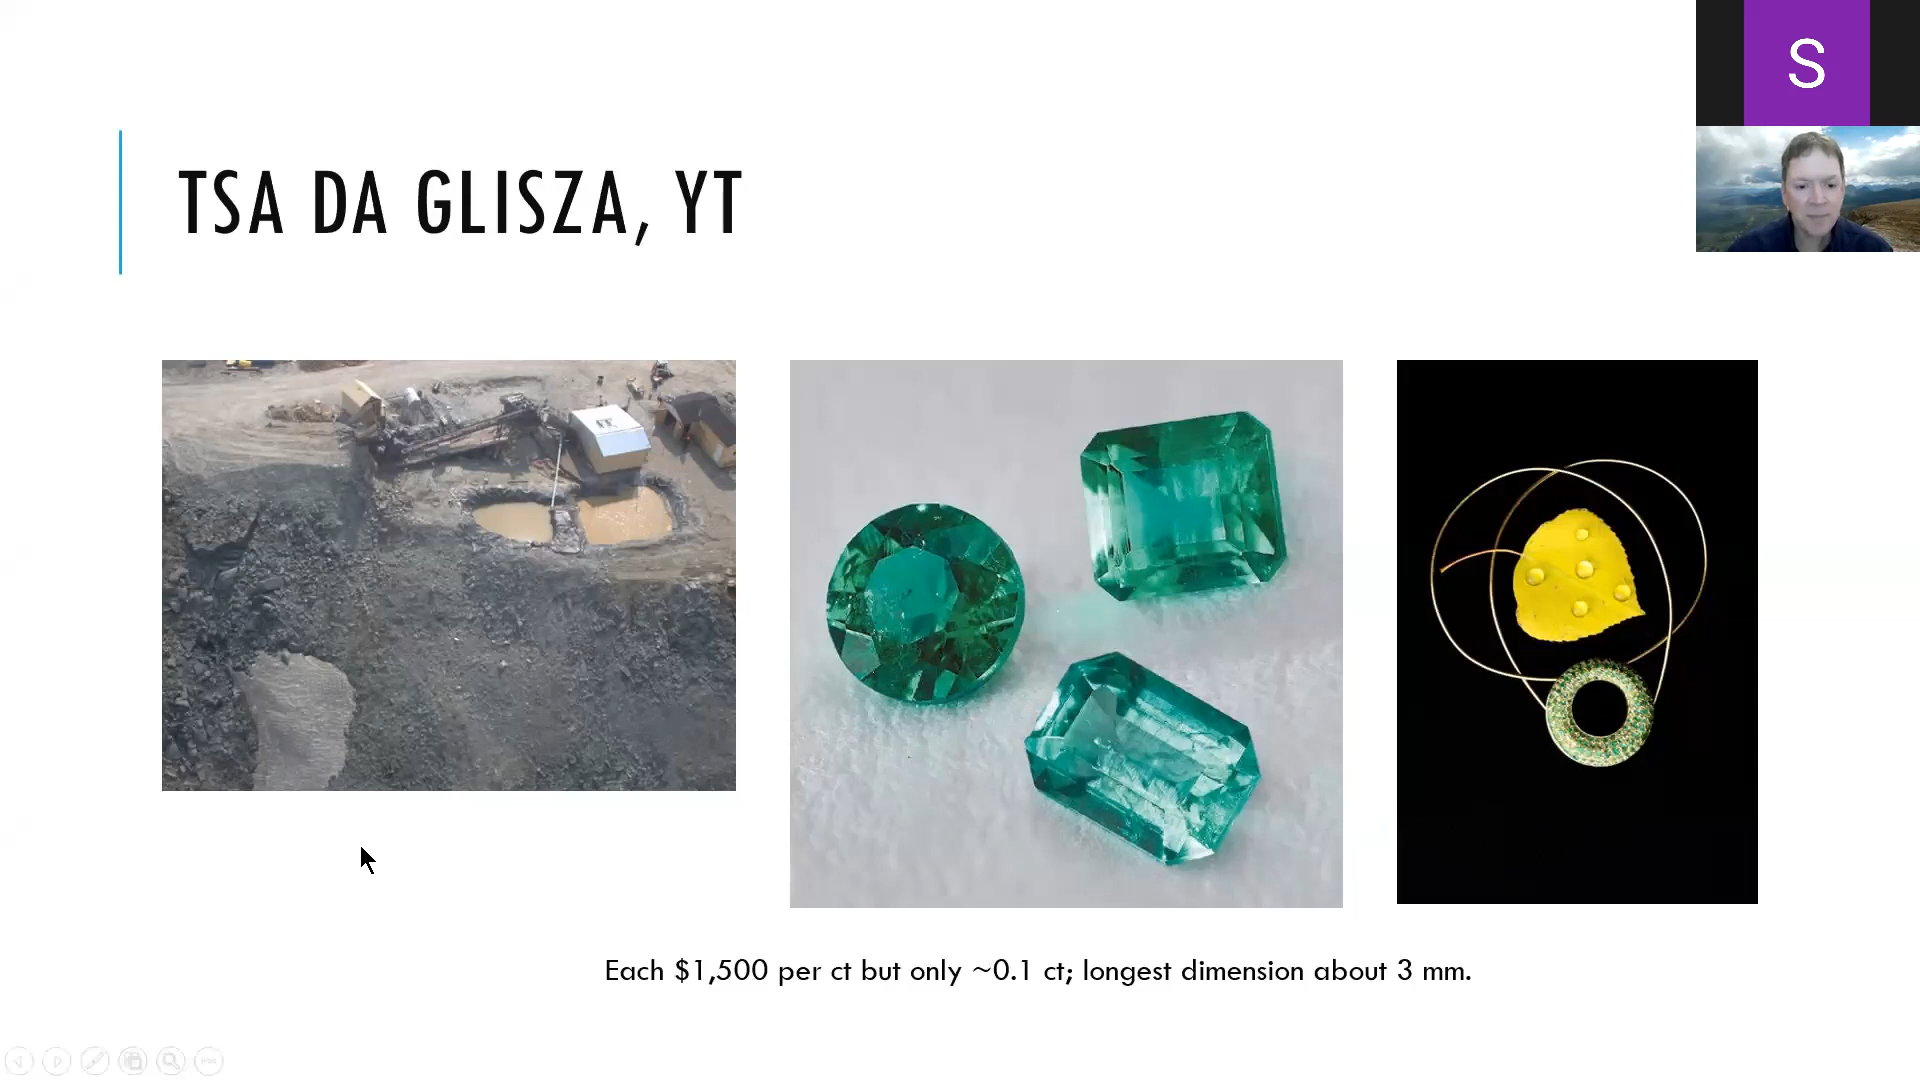 S
TSA DA GLISZA, YT
Each $1,500 per ct but only ~0.1 ct; longest dimension about 3 mm.